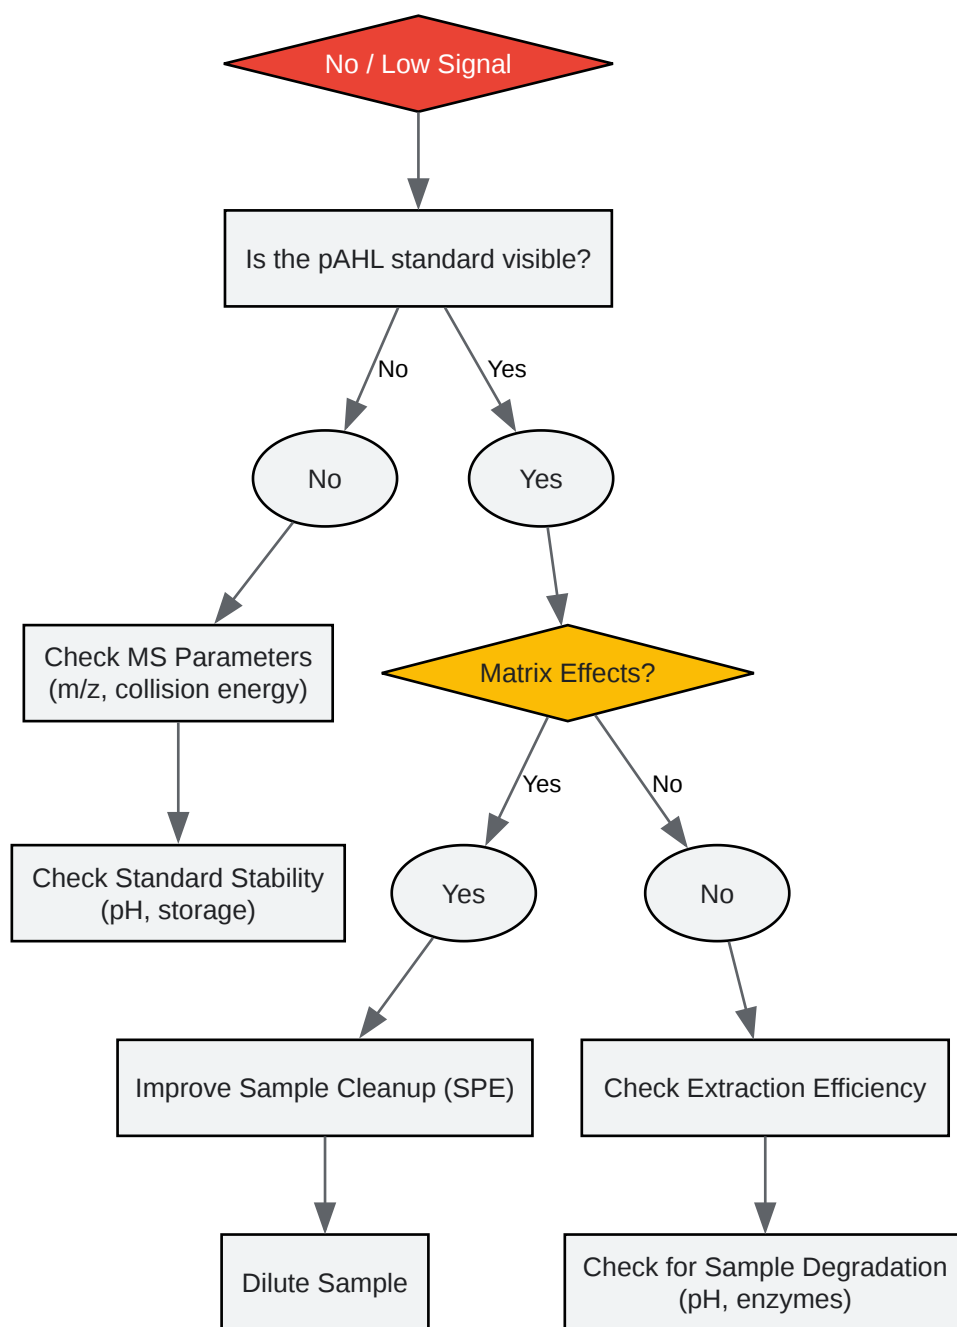 No / Low Signal
Is the pAHL standard visible?
No
Yes
No
Yes
Check MS Parameters
(m/z, collision energy)
Matrix Effects?
Yes
No
Check Standard Stability
(pH, storage)
Yes
No
Improve Sample Cleanup (SPE)
Check Extraction Efficiency
Dilute Sample
Check for Sample Degradation
(pH, enzymes)